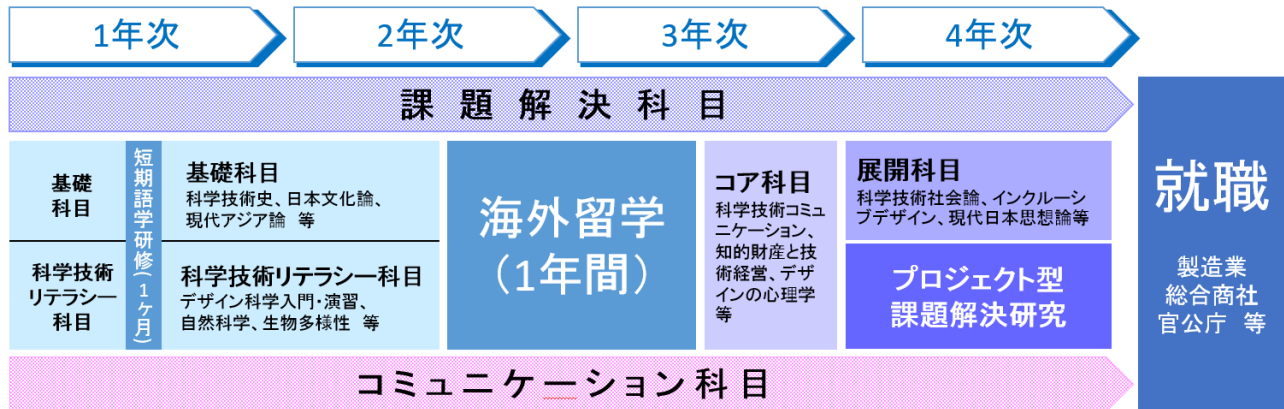 1年次
2年次
3年次
4年次
課題解決科目
基礎
科目
科学技術
リテラシー
科目
短期語学研修(1ヶ月)
基礎科目
科学技術史、日本文化論、
現代アジア論 等
科学技術リテラシー科目
デザイン科学入門・演習、
自然科学、生物多様性 等
海外留学
(1年間)
コア科目
科学技術コミュ
ニケーション、
知的財産と技
術経営、デザ
インの心理学
等
展開科目
科学技術社会論、インクルーシ
ブデザイン、現代日本思想論等
プロジェクト型
課題解決研究
コミュニケーション科目
就職
製造業
総合商社
官公庁 等